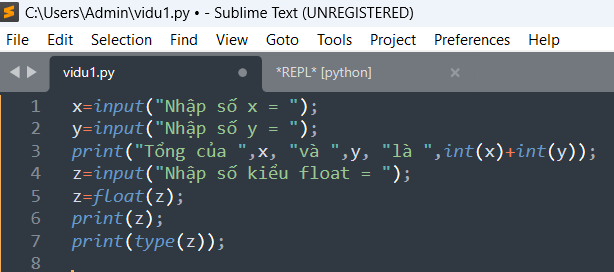 C:\Users\Admin\vidu1.py • - Sublime Text (UNREGISTERED)
File Edit Selection Find View Goto Tools Project Preferences Help
vidu1.py *REPL* [python]
1 x=input("Nhập số x = ");
2 y=input("Nhập số y = ");
3 print("Tổng của ",x, "và ",y, "là ",int(x)+int(y));
4 z=input("Nhập số kiểu float = ");
5 z=float(z);
6 print(z);
7 print(type(z));
8